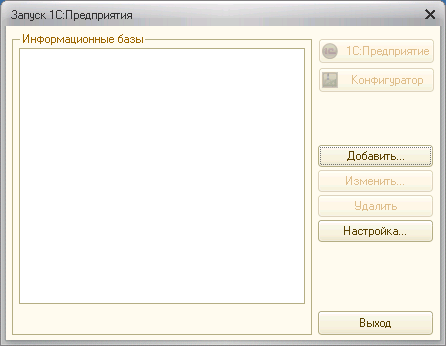 Запуск 1С:Предприятия
Информационные базы
1С:Предприятие
Конфигуратор
Добавить...
Изменить...
Удалить
Настройка...
Выход